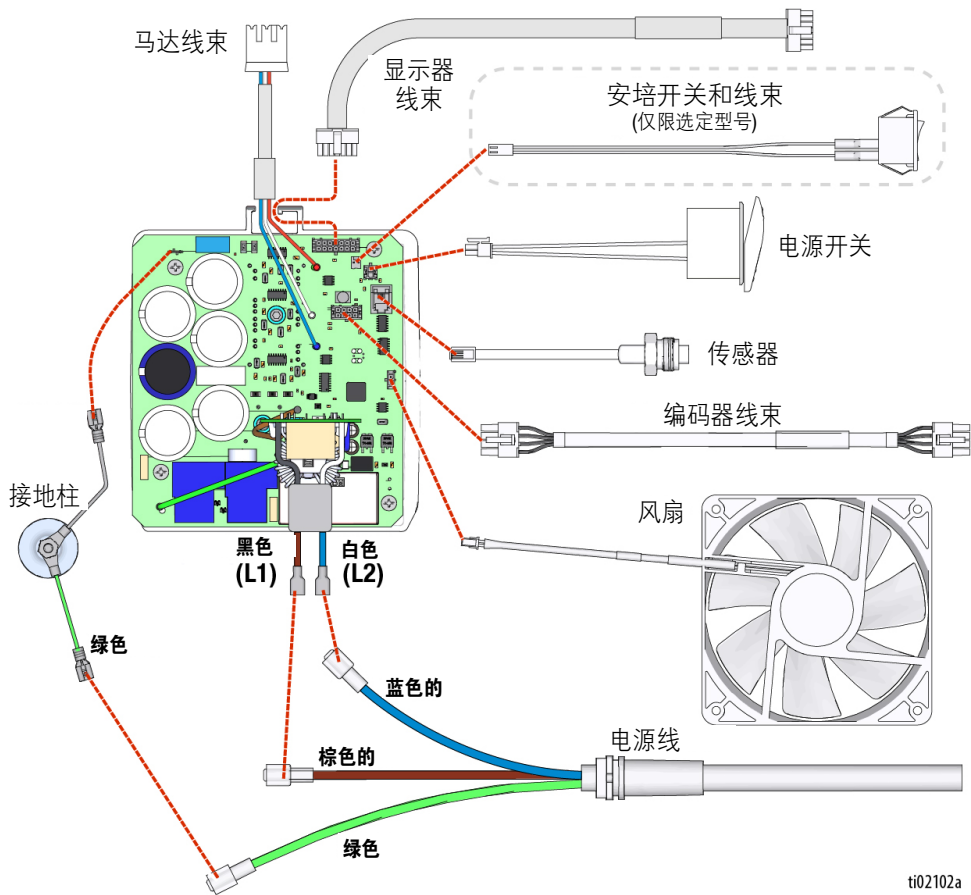 马达线束
显示器
线束
安培开关和线束
(仅限选定型号)
电源开关
传感器
编码器线束
接地柱
风扇
黑色
(L1)
白色
(L2)
绿色
蓝色的
电源线
棕色的
绿色
ti02102a